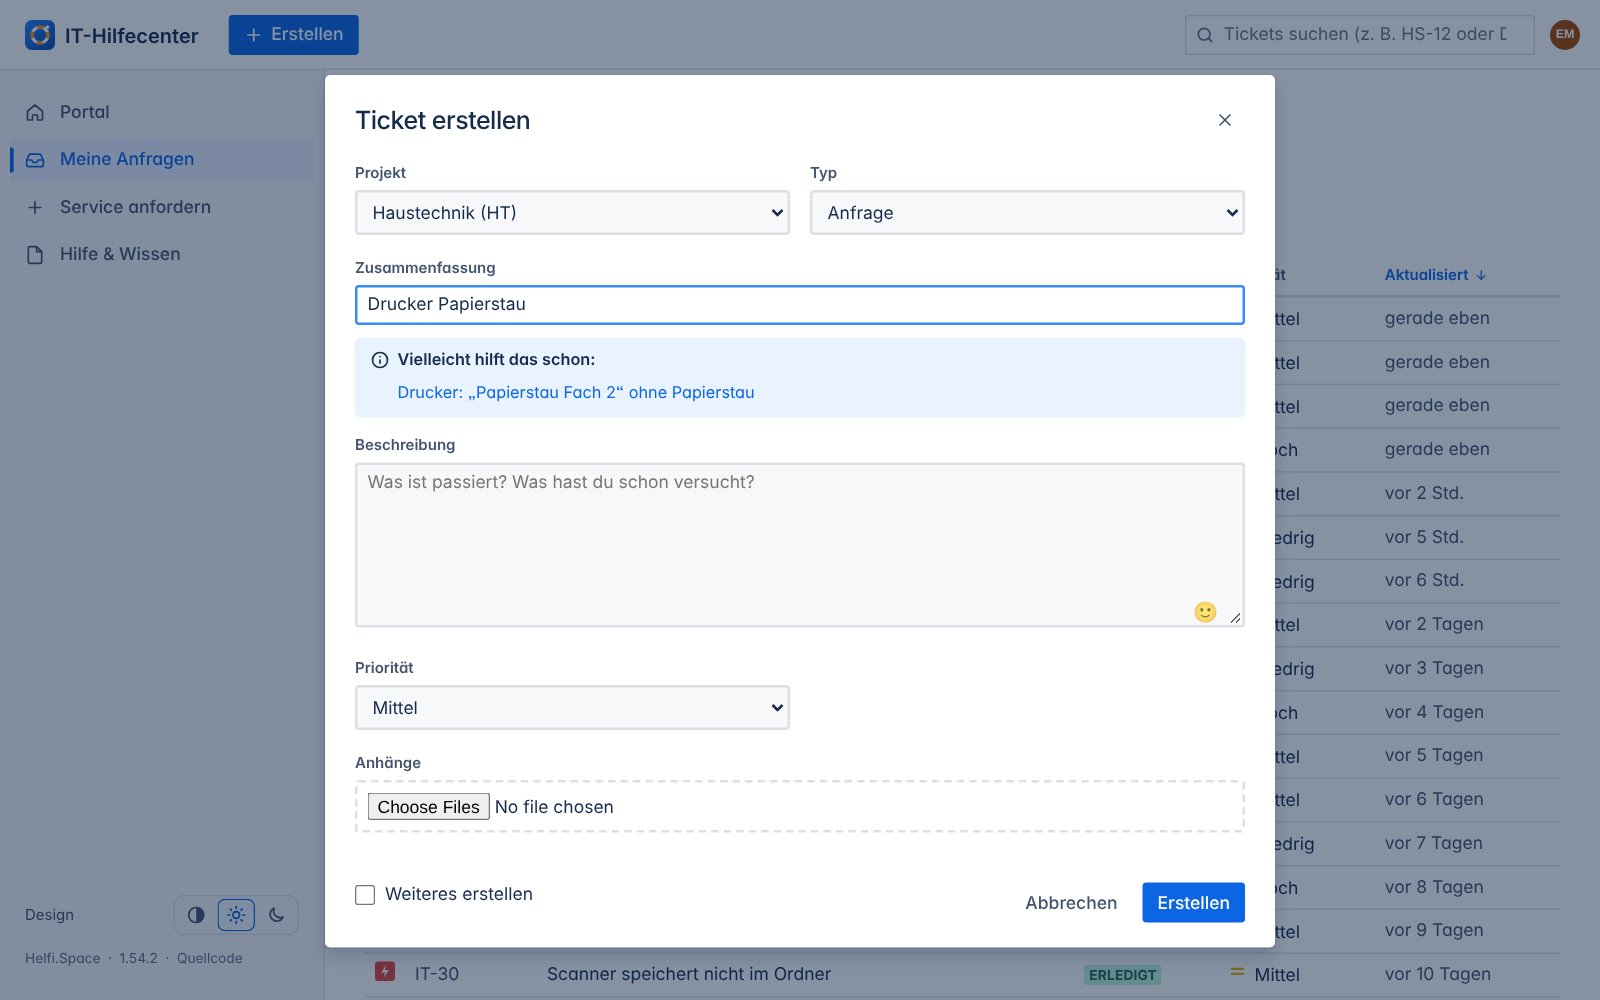 IT-Hilfecenter
Erstellen
Tickets suchen (z. B. HS-12 oder D
EM
Portal
Meine Anfragen
Service anfordern
Hilfe & Wissen
Design
Helfi.Space · 1.54.2 · Quellcode
Ticket erstellen
Projekt
Typ
Haustechnik (HT)
Anfrage
Zusammenfassung
Drucker Papierstau
Vielleicht hilft das schon:
Drucker: „Papierstau Fach 2“ ohne Papierstau
Beschreibung
Was ist passiert? Was hast du schon versucht?
Priorität
Mittel
Anhänge
Choose Files No file chosen
Weiteres erstellen
Abbrechen
Erstellen
ät Aktualisiert ↓
ttel gerade eben
ttel gerade eben
ttel gerade eben
och gerade eben
ttel vor 2 Std.
edrig vor 5 Std.
edrig vor 6 Std.
ttel vor 2 Tagen
edrig vor 3 Tagen
och vor 4 Tagen
ttel vor 5 Tagen
ttel vor 6 Tagen
edrig vor 7 Tagen
och vor 8 Tagen
ttel vor 9 Tagen
IT-30 Scanner speichert nicht im Ordner ERLEDIGT Mittel vor 10 Tagen